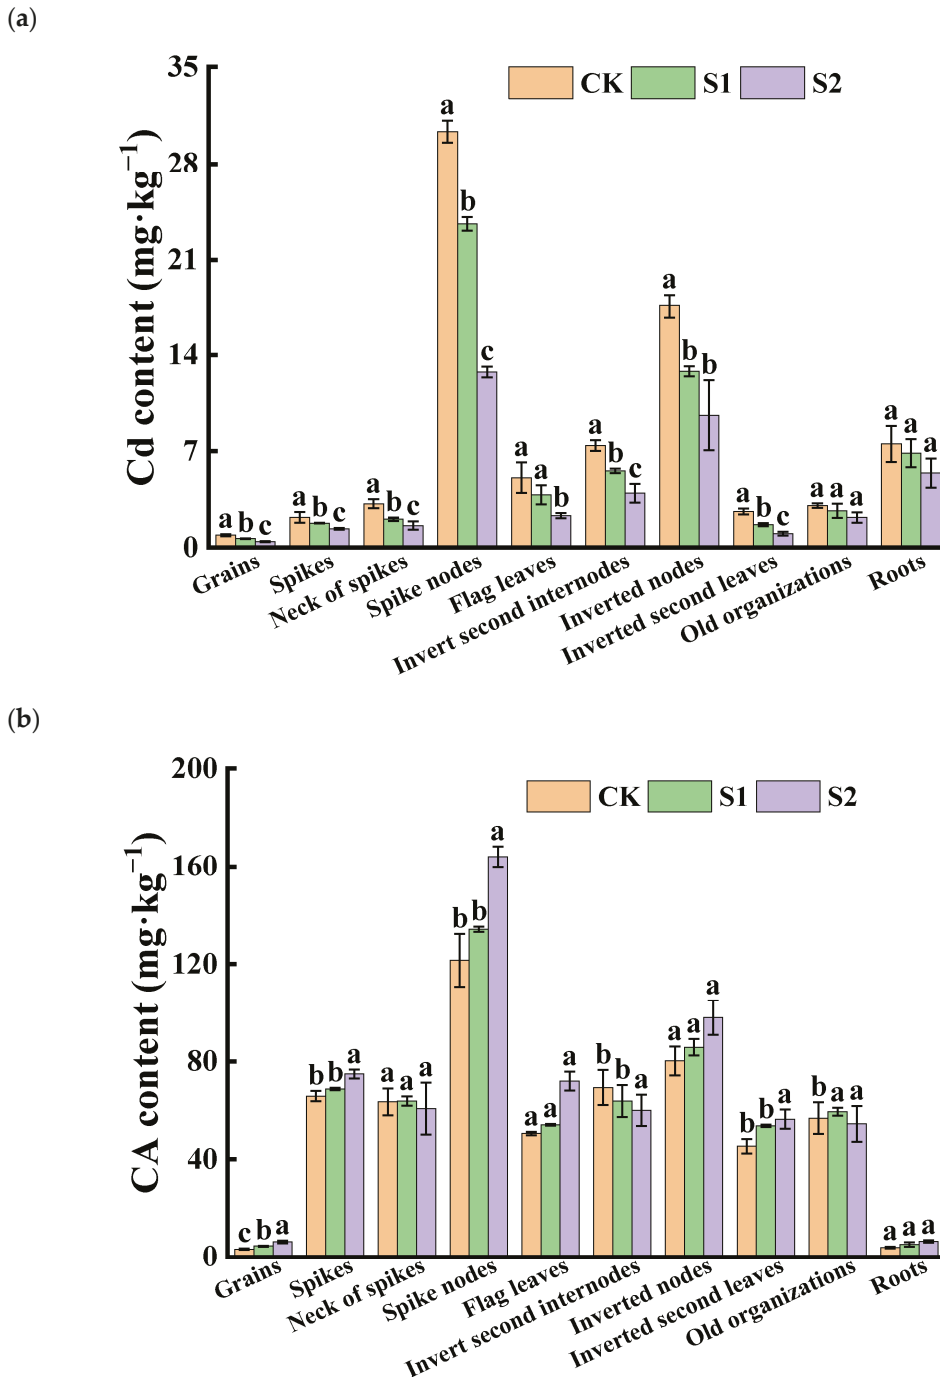 (a)
CK S1 S2
Cd content (mg·kg⁻¹)
35
28
21
14
7
0
a b c
a b c
a b c
a b c
a a b
a b c
a b b
a b c
a a a
a a a
Grains
Spikes
Neck of spikes
Spike nodes
Flag leaves
Invert second internodes
Inverted nodes
Inverted second leaves
Old organizations
Roots
(b)
CK S1 S2
CA content (mg·kg⁻¹)
200
160
120
80
40
0
c b a
b b a
a a a
b b a
a a a
b b a
a a a
b b a
b a a
a a a
Grains
Spikes
Neck of spikes
Spike nodes
Flag leaves
Invert second internodes
Inverted nodes
Inverted second leaves
Old organizations
Roots